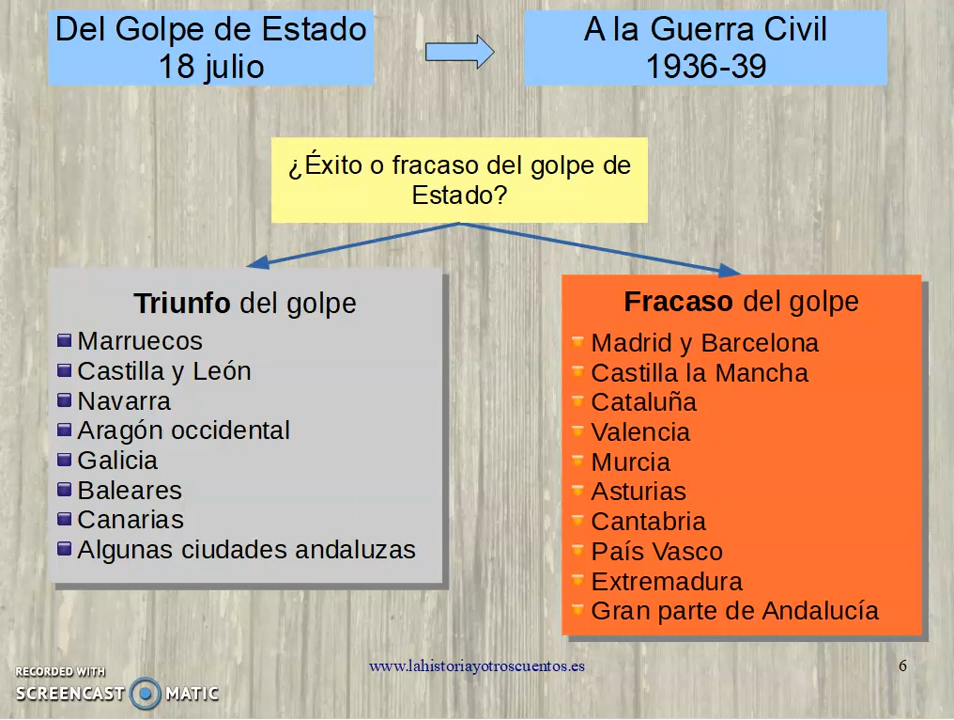 Del Golpe de Estado
18 julio
A la Guerra Civil
1936-39
¿Éxito o fracaso del golpe de
Estado?
Triunfo del golpe
Marruecos
Castilla y León
Navarra
Aragón occidental
Galicia
Baleares
Canarias
Algunas ciudades andaluzas
Fracaso del golpe
Madrid y Barcelona
Castilla la Mancha
Cataluña
Valencia
Murcia
Asturias
Cantabria
País Vasco
Extremadura
Gran parte de Andalucía
RECORDED WITH
SCREENCAST MATIC
www.lahistoriayotroscuentos.es
6